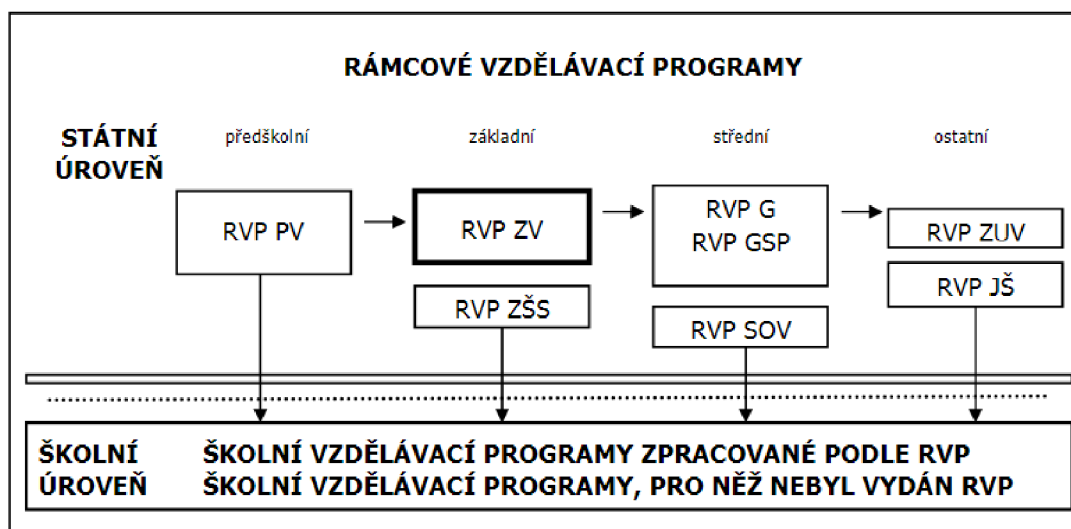 RÁMCOVÉ VZDĚLÁVACÍ PROGRAMY
STÁTNÍ
ÚROVEŇ
předškolní
základní
střední
ostatní
RVP PV
RVP ZV
RVP G
RVP GSP
RVP ZUV
RVP ZŠS
RVP SOV
RVP JŠ
ŠKOLNÍ ŠKOLNÍ VZDĚLÁVACÍ PROGRAMY ZPRACOVANÉ PODLE RVP
ÚROVEŇ ŠKOLNÍ VZDĚLÁVACÍ PROGRAMY, PRO NĚŽ NEBYL VYDÁN RVP